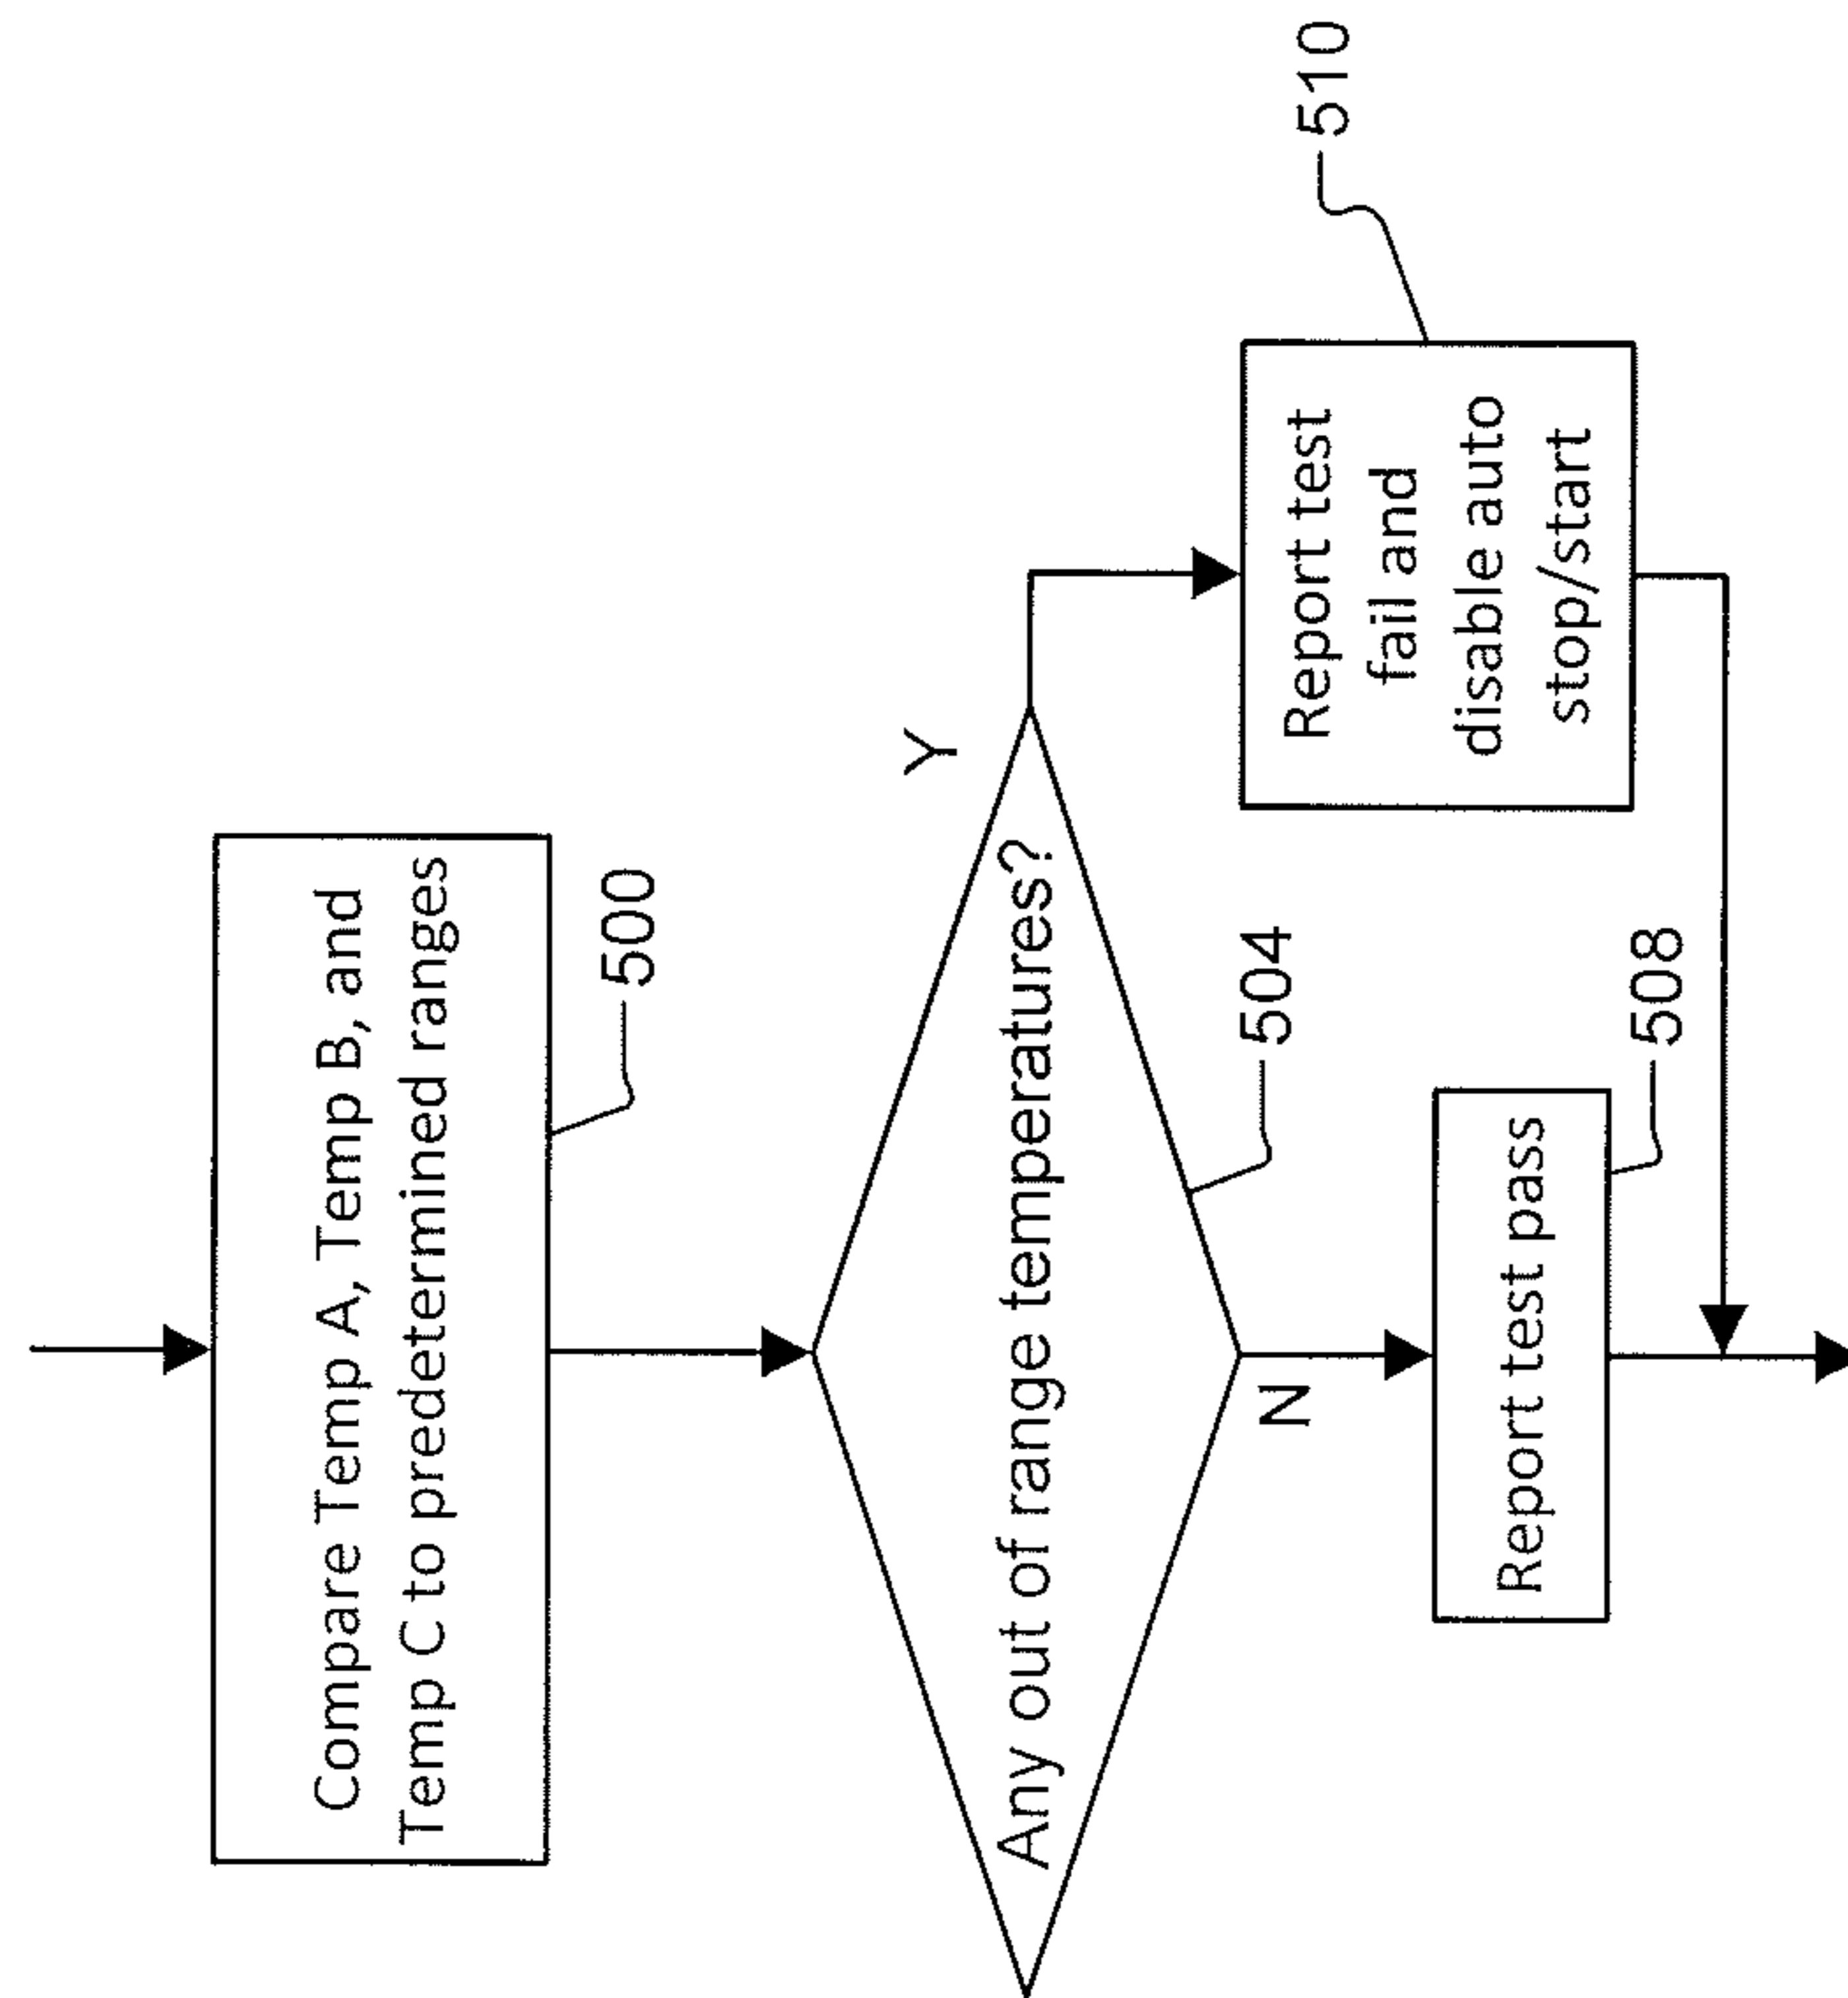 Compare Temp A, Temp B, and
Temp C to predetermined ranges
500
Any out of range temperatures?
Y
504
N
Report test
fail and
disable auto
stop/start
510
Report test pass
508